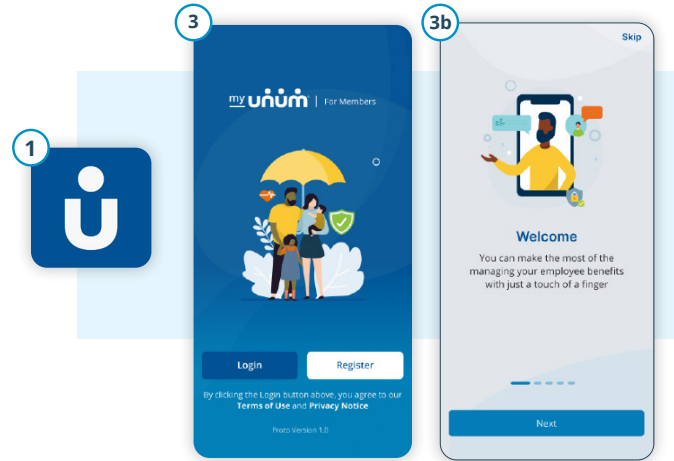 1
3
my unum | For Members
Login
Register
By clicking the Login button above, you agree to our
Terms of Use and Privacy Notice
Proto Version 1.0
3b
Skip
Welcome
You can make the most of the
managing your employee benefits
with just a touch of a finger
Next